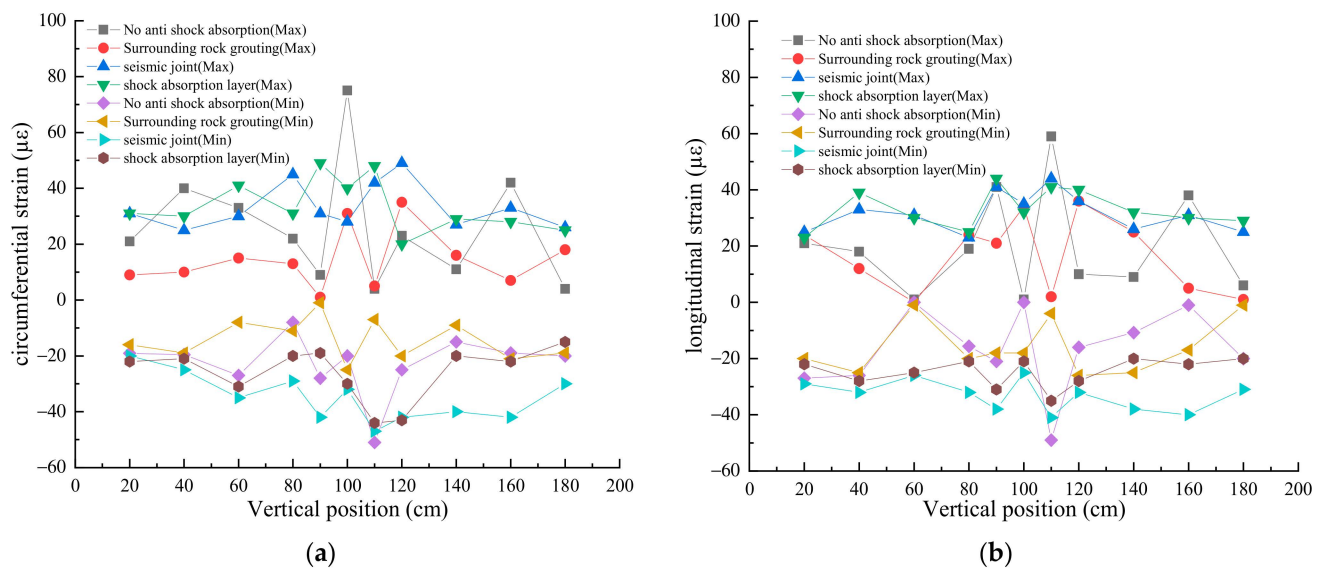 100
80
60
40
20
0
−20
−40
−60
circumferential strain (με)
No anti shock absorption(Max)
Surrounding rock grouting(Max)
seismic joint(Max)
shock absorption layer(Max)
No anti shock absorption(Min)
Surrounding rock grouting(Min)
seismic joint(Min)
shock absorption layer(Min)
0 20 40 60 80 100 120 140 160 180 200
Vertical position (cm)
(a)
100
80
60
40
20
0
−20
−40
−60
longitudinal strain (με)
No anti shock absorption(Max)
Surrounding rock grouting(Max)
seismic joint(Max)
shock absorption layer(Max)
No anti shock absorption(Min)
Surrounding rock grouting(Min)
seismic joint(Min)
shock absorption layer(Min)
0 20 40 60 80 100 120 140 160 180 200
Vertical position (cm)
(b)